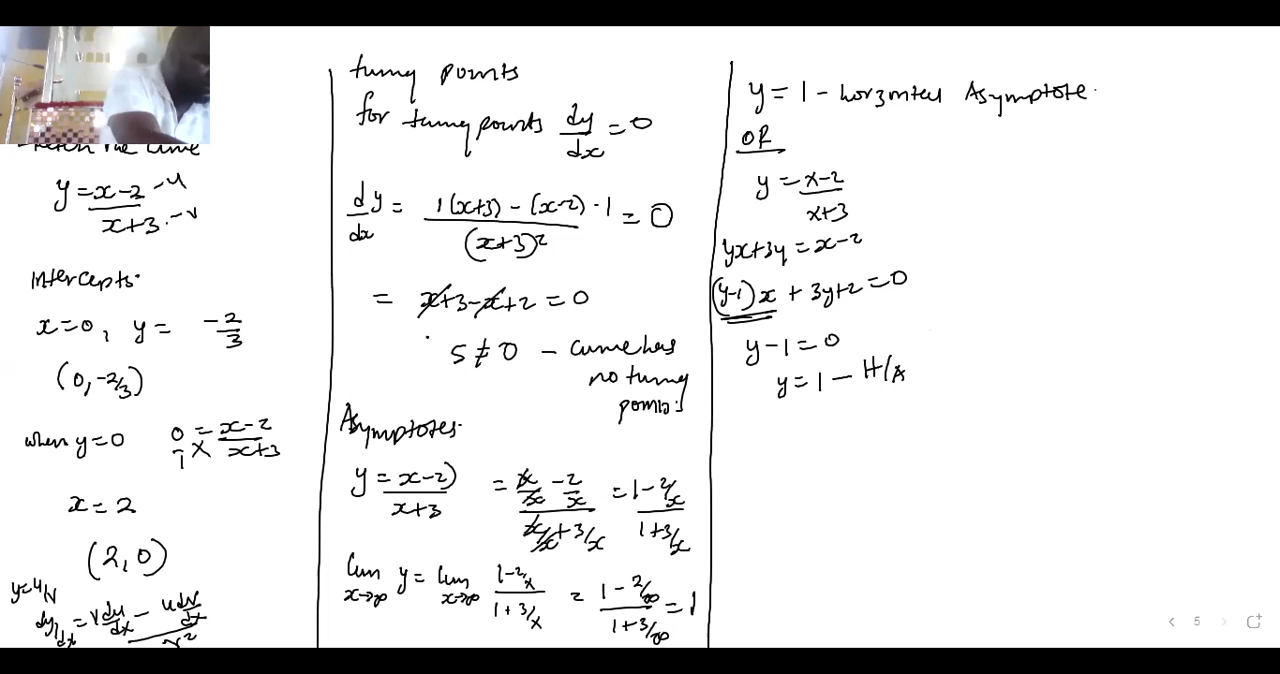 y = x-2 -u
x+3 -v
Intercepts.
x=0, y = -2/3
(0, -2/3)
when y=0 0/1 = x-2/x+3
x = 2
(2,0)
y=u/v
dy/dx = v du/dx - u dv/dx
v²
turning points
for turning points dy/dx = 0
dy/dx = 1(x+3) - (x-2)·1 / (x+3)² = 0
= x+3-x+2 = 0
5 ≠ 0 - curve has
no turning
points:
Asymptotes.
y = x-2) / x+3 = x/x - 2/x / x/x + 3/x = 1-2/x / 1+3/x
lim x→∞ y = lim x→∞ 1-2/x / 1+3/x = 1-2/∞ / 1+3/∞ = 1
y = 1 - horizontal Asymptote.
OR
y = x-2 / x+3
yx+3y = x-2
(y-1)x + 3y+2 = 0
y-1 = 0
y = 1 - H/A
5